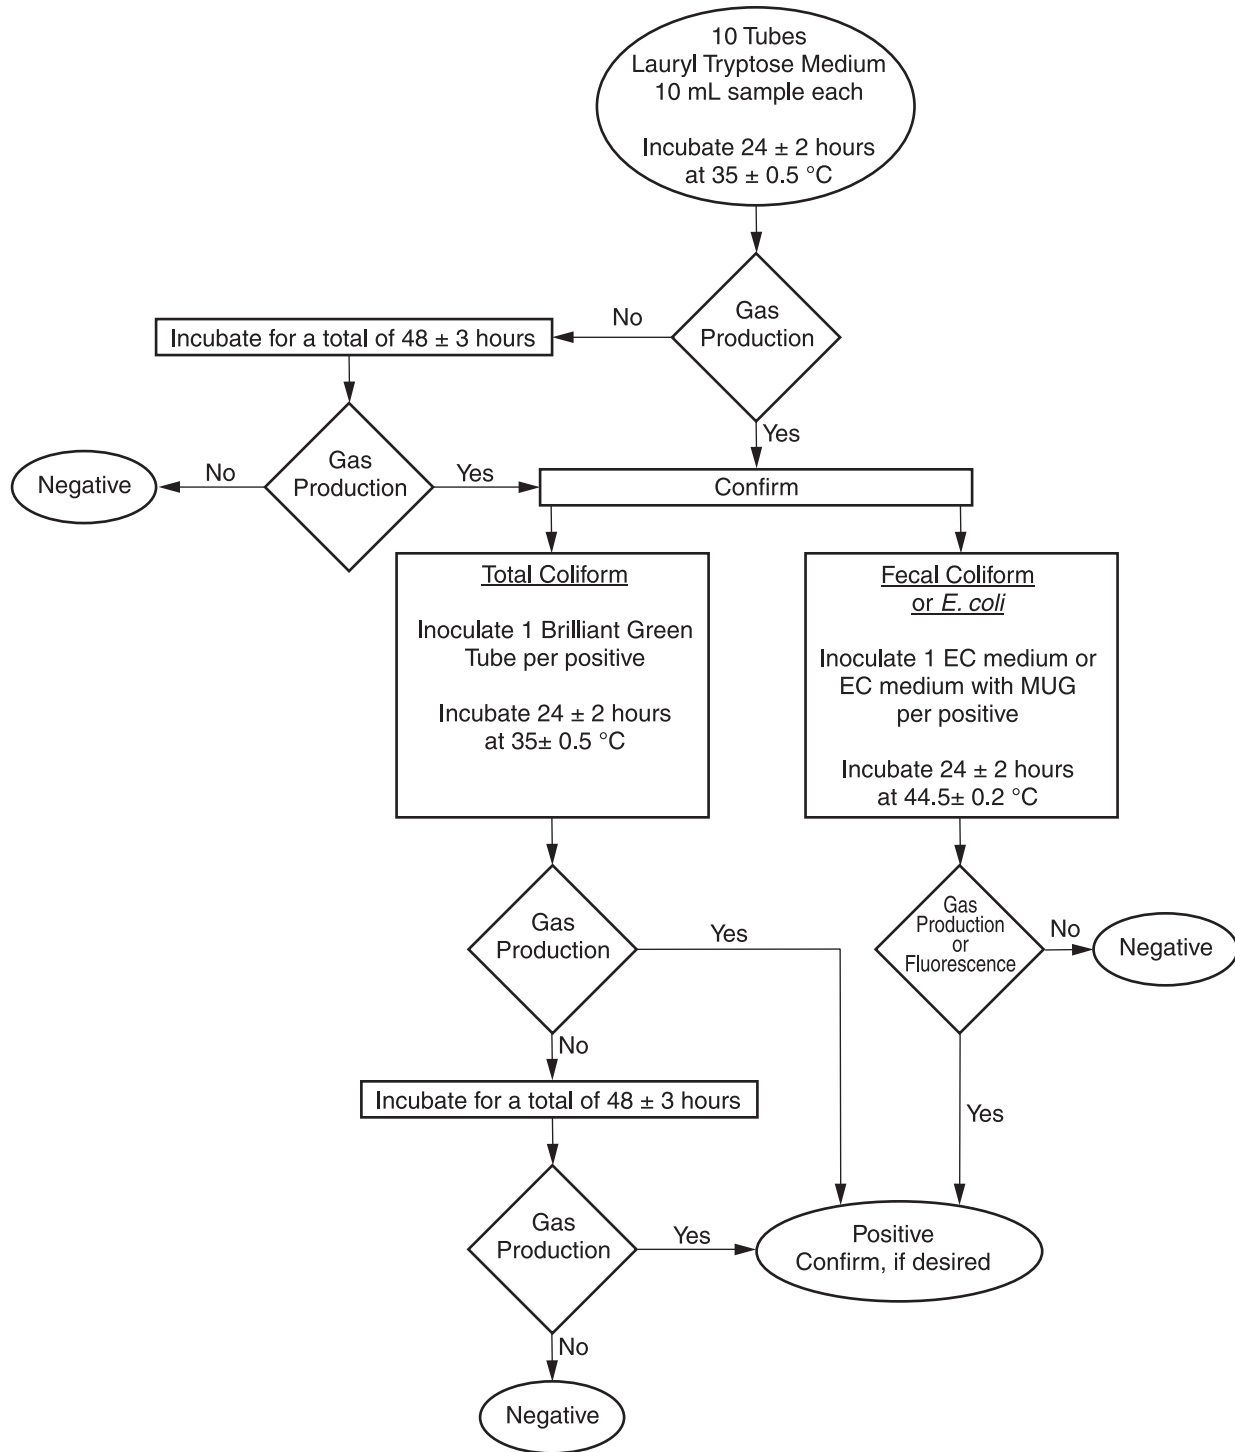 10 Tubes
Lauryl Tryptose Medium
10 mL sample each
Incubate 24 ± 2 hours
at 35 ± 0.5 °C
Gas
Production
No
Incubate for a total of 48 ± 3 hours
Yes
Gas
Production
No
Negative
Yes
Confirm
Total Coliform
Inoculate 1 Brilliant Green
Tube per positive
Incubate 24 ± 2 hours
at 35± 0.5 °C
Fecal Coliform
or E. coli
Inoculate 1 EC medium or
EC medium with MUG
per positive
Incubate 24 ± 2 hours
at 44.5± 0.2 °C
Gas
Production
Yes
Gas
Production
or
Fluorescence
No
Negative
No
Incubate for a total of 48 ± 3 hours
Yes
Gas
Production
Yes
Positive
Confirm, if desired
No
Negative